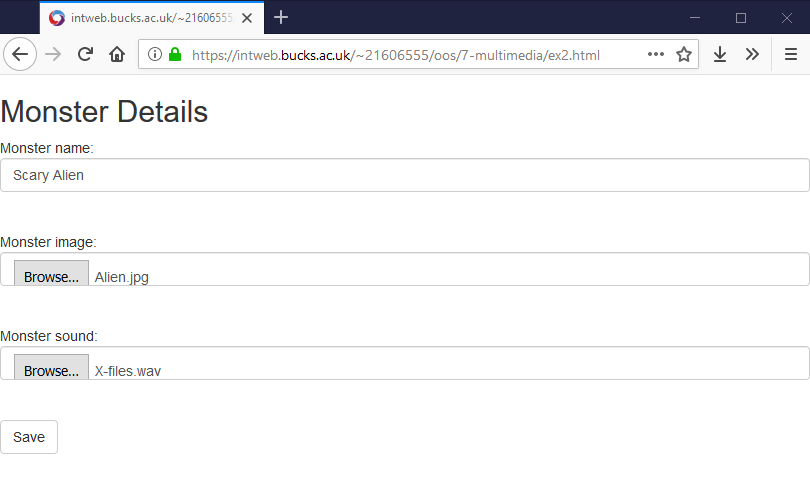 intweb.bucks.ac.uk/~21606555
https://intweb.bucks.ac.uk/~21606555/oos/7-multimedia/ex2.html
Monster Details
Monster name:
Scary Alien
Monster image:
Browse... Alien.jpg
Monster sound:
Browse... X-files.wav
Save